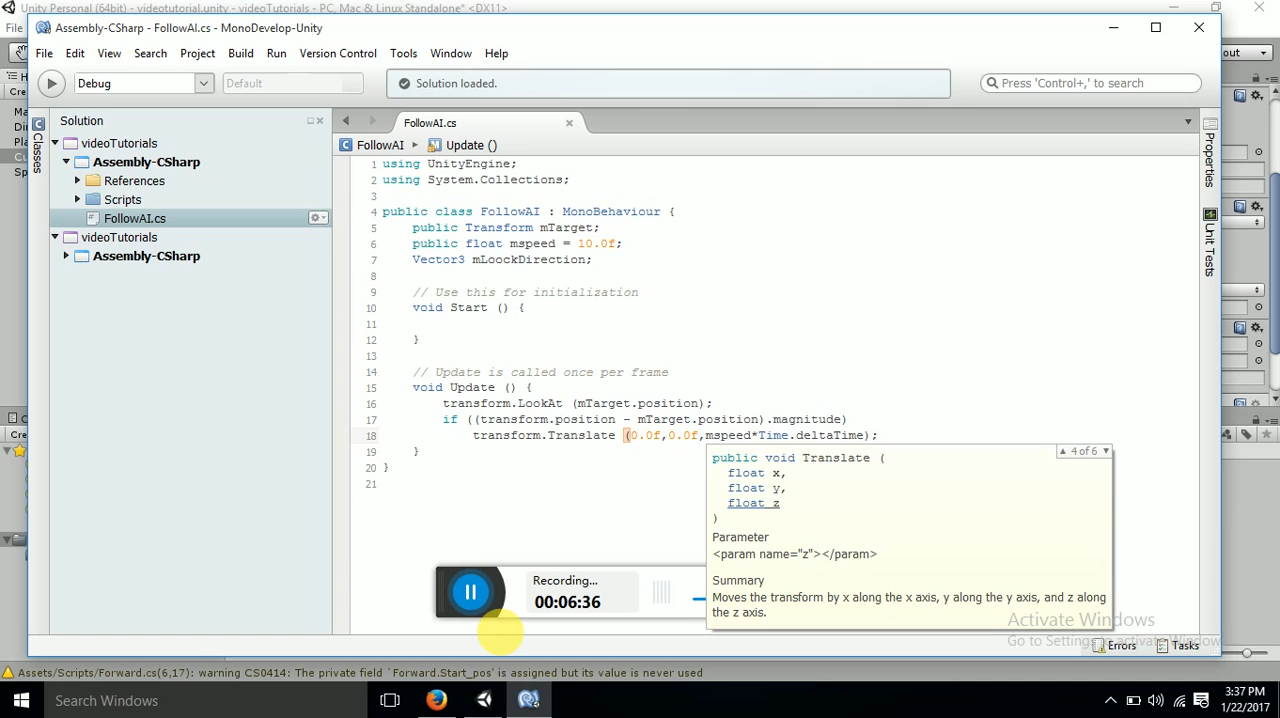 Unity Personal (64bit) - videotutorial.unity - videoTutorials - PC, Mac & Linux Standalone* <DX11>
Assembly-CSharp - FollowAI.cs - MonoDevelop-Unity
File Edit View Search Project Build Run Version Control Tools Window Help
Debug Default Solution loaded. Press 'Control+,' to search
Solution
FollowAI.cs
Classes
videoTutorials
Assembly-CSharp
References
Scripts
FollowAI.cs
videoTutorials
Assembly-CSharp
FollowAI Update ()
1 using UnityEngine;
2 using System.Collections;
3
4 public class FollowAI : MonoBehaviour {
5 public Transform mTarget;
6 public float mspeed = 10.0f;
7 Vector3 mLoockDirection;
8
9 // Use this for initialization
10 void Start () {
11
12 }
13
14 // Update is called once per frame
15 void Update () {
16 transform.LookAt (mTarget.position);
17 if ((transform.position - mTarget.position).magnitude)
18 transform.Translate (0.0f,0.0f,mspeed*Time.deltaTime);
19 }
20 }
21
public void Translate (
4 of 6
float x,
float y,
float z
)
Parameter
<param name="z"></param>
Summary
Moves the transform by x along the x axis, y along the y axis, and z along
the z axis.
Recording...
00:06:36
Properties
Unit Tests
Activate Windows
Go to Settings to activate Windows.
Errors Tasks
Assets/Scripts/Forward.cs(6,17): warning CS0414: The private field `Forward.Start_pos' is assigned but its value is never used
Search Windows
3:37 PM
1/22/2017